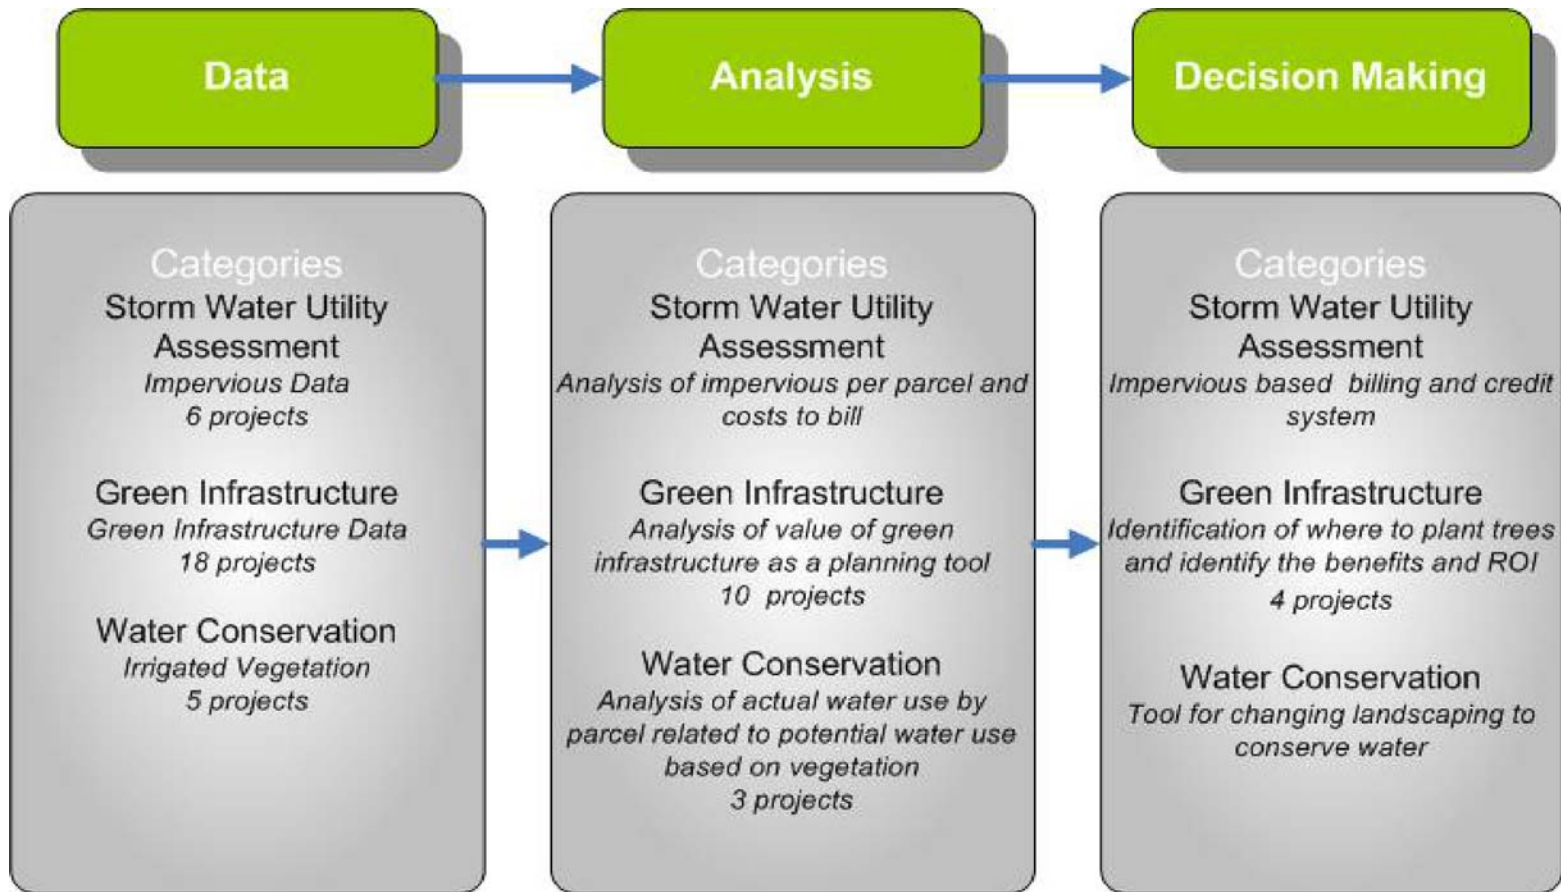 Data
Analysis
Decision Making
Categories
Storm Water Utility
Assessment
Impervious Data
6 projects
Green Infrastructure
Green Infrastructure Data
18 projects
Water Conservation
Irrigated Vegetation
5 projects
Categories
Storm Water Utility
Assessment
Analysis of impervious per parcel and
costs to bill
Green Infrastructure
Analysis of value of green
infrastructure as a planning tool
10 projects
Water Conservation
Analysis of actual water use by
parcel related to potential water use
based on vegetation
3 projects
Categories
Storm Water Utility
Assessment
Impervious based billing and credit
system
Green Infrastructure
Identification of where to plant trees
and identify the benefits and ROI
4 projects
Water Conservation
Tool for changing landscaping to
conserve water